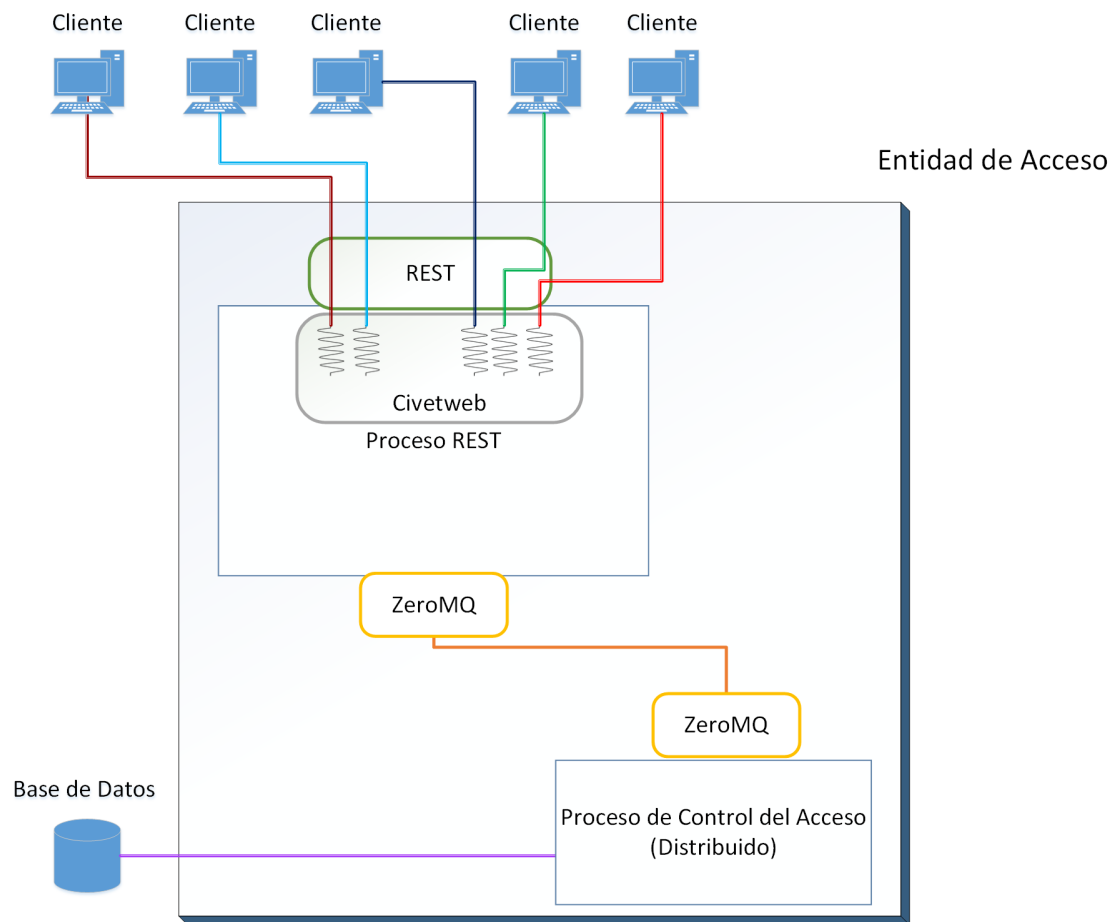 Cliente
Cliente
Cliente
Cliente
Cliente
Entidad de Acceso
REST
Civetweb
Proceso REST
ZeroMQ
ZeroMQ
Base de Datos
Proceso de Control del Acceso
(Distribuido)